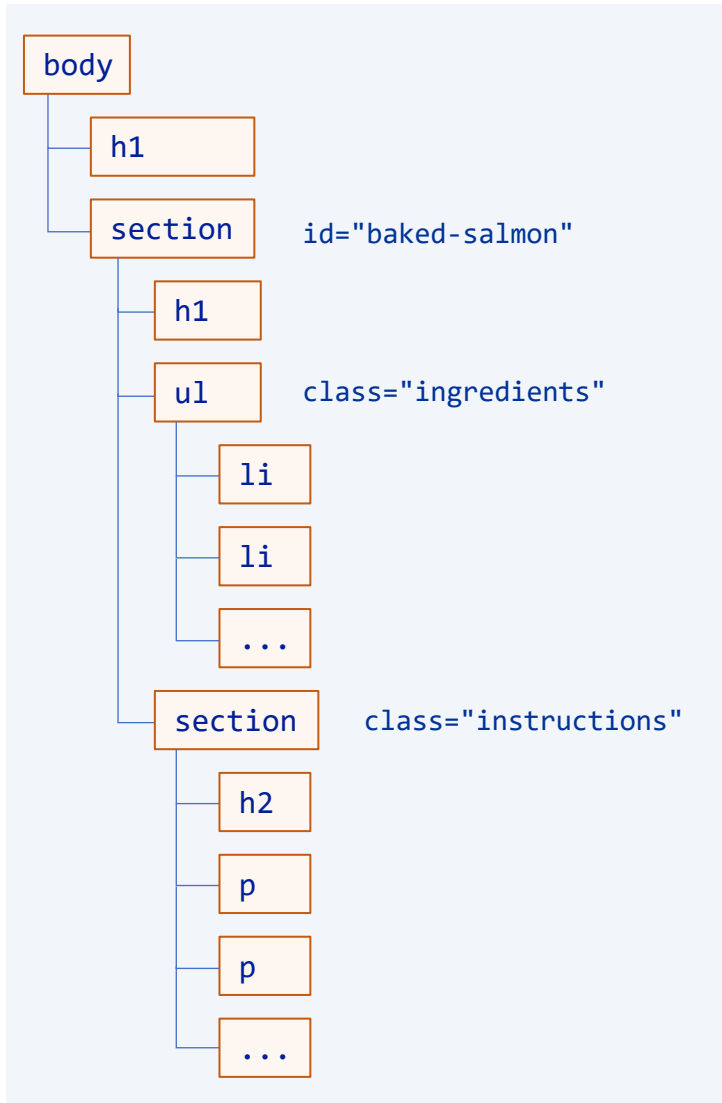 body
h1
section id="baked-salmon"
h1
ul class="ingredients"
li
li
...
section class="instructions"
h2
p
p
...